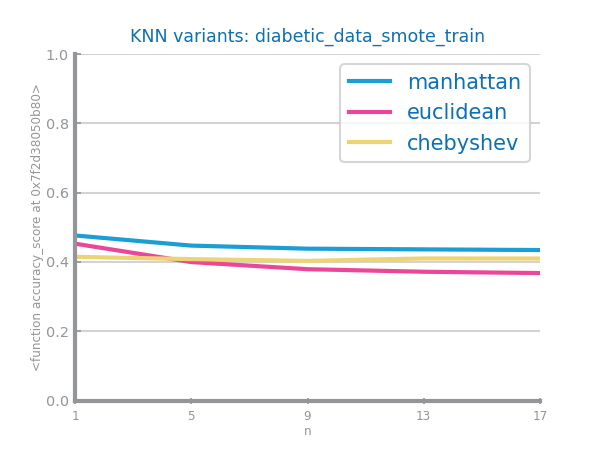 KNN variants: diabetic_data_smote_train
<function accuracy_score at 0x7f2d38050b80>
1.0
0.8
0.6
0.4
0.2
0.0
manhattan
euclidean
chebyshev
1 5 9 13 17
n